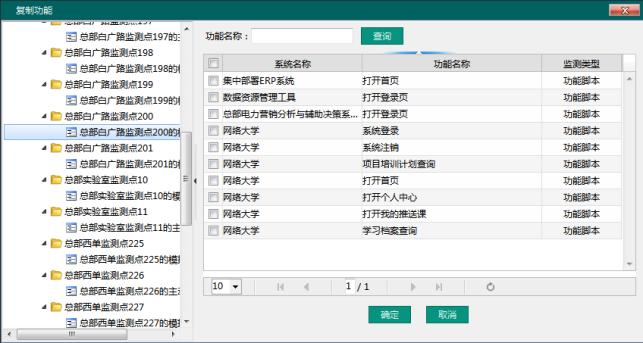 复制功能
总部白广路监测点197
总部白广路监测点197的主
总部白广路监测点198
总部白广路监测点198的模
总部白广路监测点199
总部白广路监测点199的模
总部白广路监测点200
总部白广路监测点200的模
总部白广路监测点201
总部白广路监测点201的模
总部实验室监测点10
总部实验室监测点10的模
总部实验室监测点11
总部实验室监测点11的主
总部西单监测点225
总部西单监测点225的模拟
总部西单监测点226
总部西单监测点226的主动
总部西单监测点227
总部西单监测点227的模拟
功能名称： 查询
系统名称 功能名称 监测类型
集中部署ERP系统 打开首页 功能脚本
数据资源管理工具 打开登录页 功能脚本
总部电力营销分析与辅助决策系... 打开登录页 功能脚本
网络大学 系统登录 功能脚本
网络大学 系统注销 功能脚本
网络大学 项目培训计划查询 功能脚本
网络大学 打开首页 功能脚本
网络大学 打开个人中心 功能脚本
网络大学 打开我的推送课 功能脚本
网络大学 学习档案查询 功能脚本
10 1 / 1
确定 取消